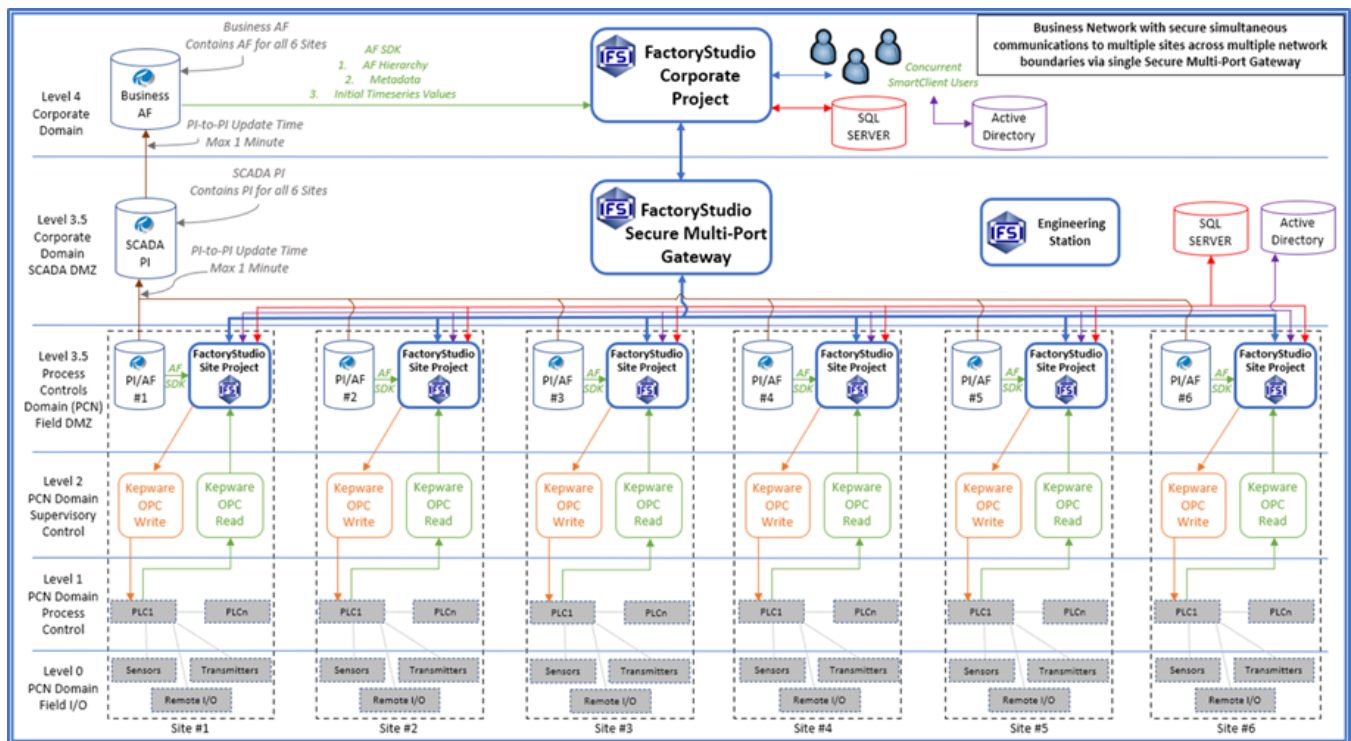 Business AF
Contains AF for all 6 Sites
AF SDK
1. AF Hierarchy
2. Metadata
3. Initial Timeseries Values
FSI
FactoryStudio
Corporate
Project
Concurrent
SmartClient Users
Business Network with secure simultaneous
communications to multiple sites across multiple network
boundaries via single Secure Multi-Port Gateway
Level 4
Corporate
Domain
Business
AF
SQL
SERVER
Active
Directory
PI-to-PI Update Time
Max 1 Minute
SCADA PI
Contains PI for all 6 Sites
Level 3.5
Corporate
Domain
SCADA DMZ
SCADA
PI
PI-to-PI Update Time
Max 1 Minute
FSI
FactoryStudio
Secure Multi-Port
Gateway
FSI
Engineering
Station
SQL
SERVER
Active
Directory
Level 3.5
Process
Controls
Domain (PCN)
Field DMZ
PI/AF
#1
AF
SDK
FactoryStudio
Site Project
FSI
PI/AF
#2
AF
SDK
FactoryStudio
Site Project
FSI
PI/AF
#3
AF
SDK
FactoryStudio
Site Project
FSI
PI/AF
#4
AF
SDK
FactoryStudio
Site Project
FSI
PI/AF
#5
AF
SDK
FactoryStudio
Site Project
FSI
PI/AF
#6
AF
SDK
FactoryStudio
Site Project
FSI
Level 2
PCN Domain
Supervisory
Control
Kepware
OPC
Write
Kepware
OPC
Read
Kepware
OPC
Write
Kepware
OPC
Read
Kepware
OPC
Write
Kepware
OPC
Read
Kepware
OPC
Write
Kepware
OPC
Read
Kepware
OPC
Write
Kepware
OPC
Read
Kepware
OPC
Write
Kepware
OPC
Read
Level 1
PCN Domain
Process
Control
PLC1 PLCn
PLC1 PLCn
PLC1 PLCn
PLC1 PLCn
PLC1 PLCn
PLC1 PLCn
Level 0
PCN Domain
Field I/O
Sensors Transmitters
Remote I/O
Sensors Transmitters
Remote I/O
Sensors Transmitters
Remote I/O
Sensors Transmitters
Remote I/O
Sensors Transmitters
Remote I/O
Sensors Transmitters
Remote I/O
Site #1 Site #2 Site #3 Site #4 Site #5 Site #6